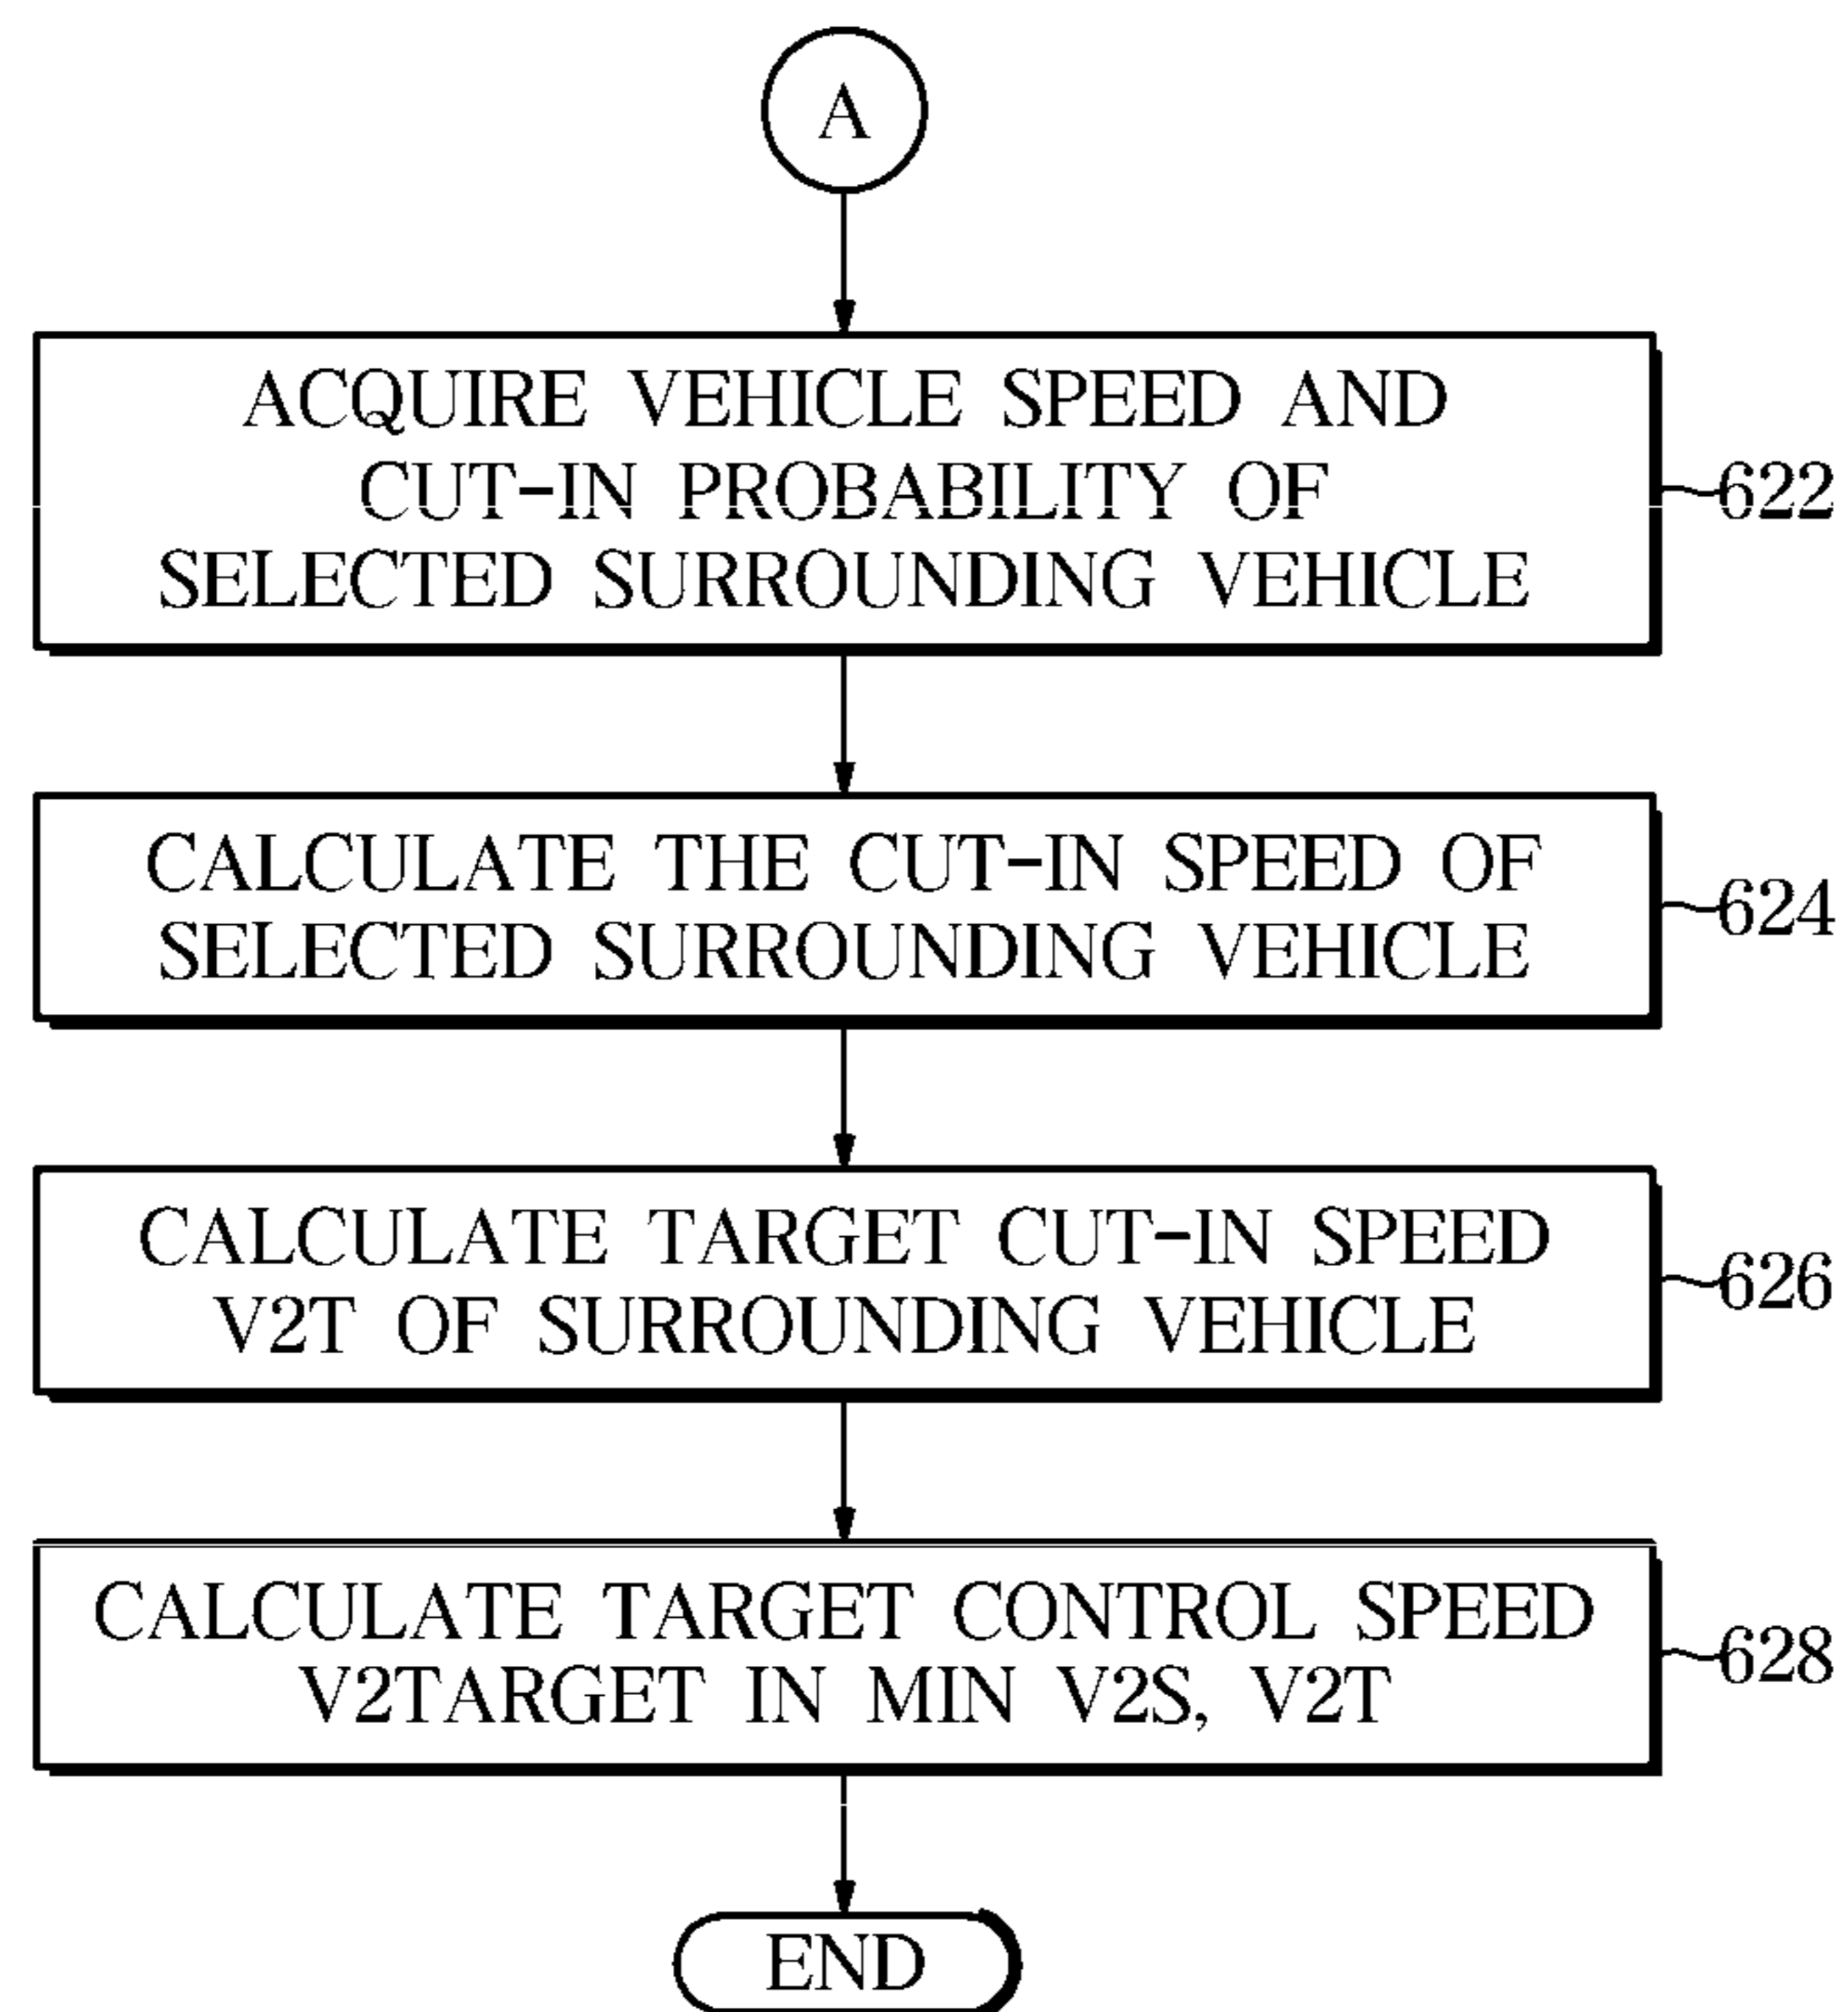 A
ACQUIRE VEHICLE SPEED AND
CUT-IN PROBABILITY OF
SELECTED SURROUNDING VEHICLE
622
CALCULATE THE CUT-IN SPEED OF
SELECTED SURROUNDING VEHICLE
624
CALCULATE TARGET CUT-IN SPEED
V2T OF SURROUNDING VEHICLE
626
CALCULATE TARGET CONTROL SPEED
V2TARGET IN MIN V2S, V2T
628
END